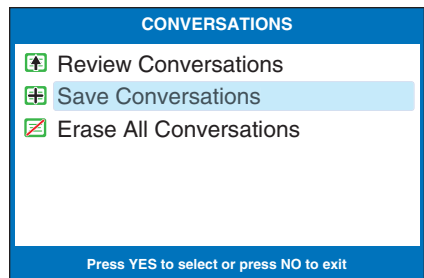 CONVERSATIONS
Review Conversations
Save Conversations
Erase All Conversations
Press YES to select or press NO to exit